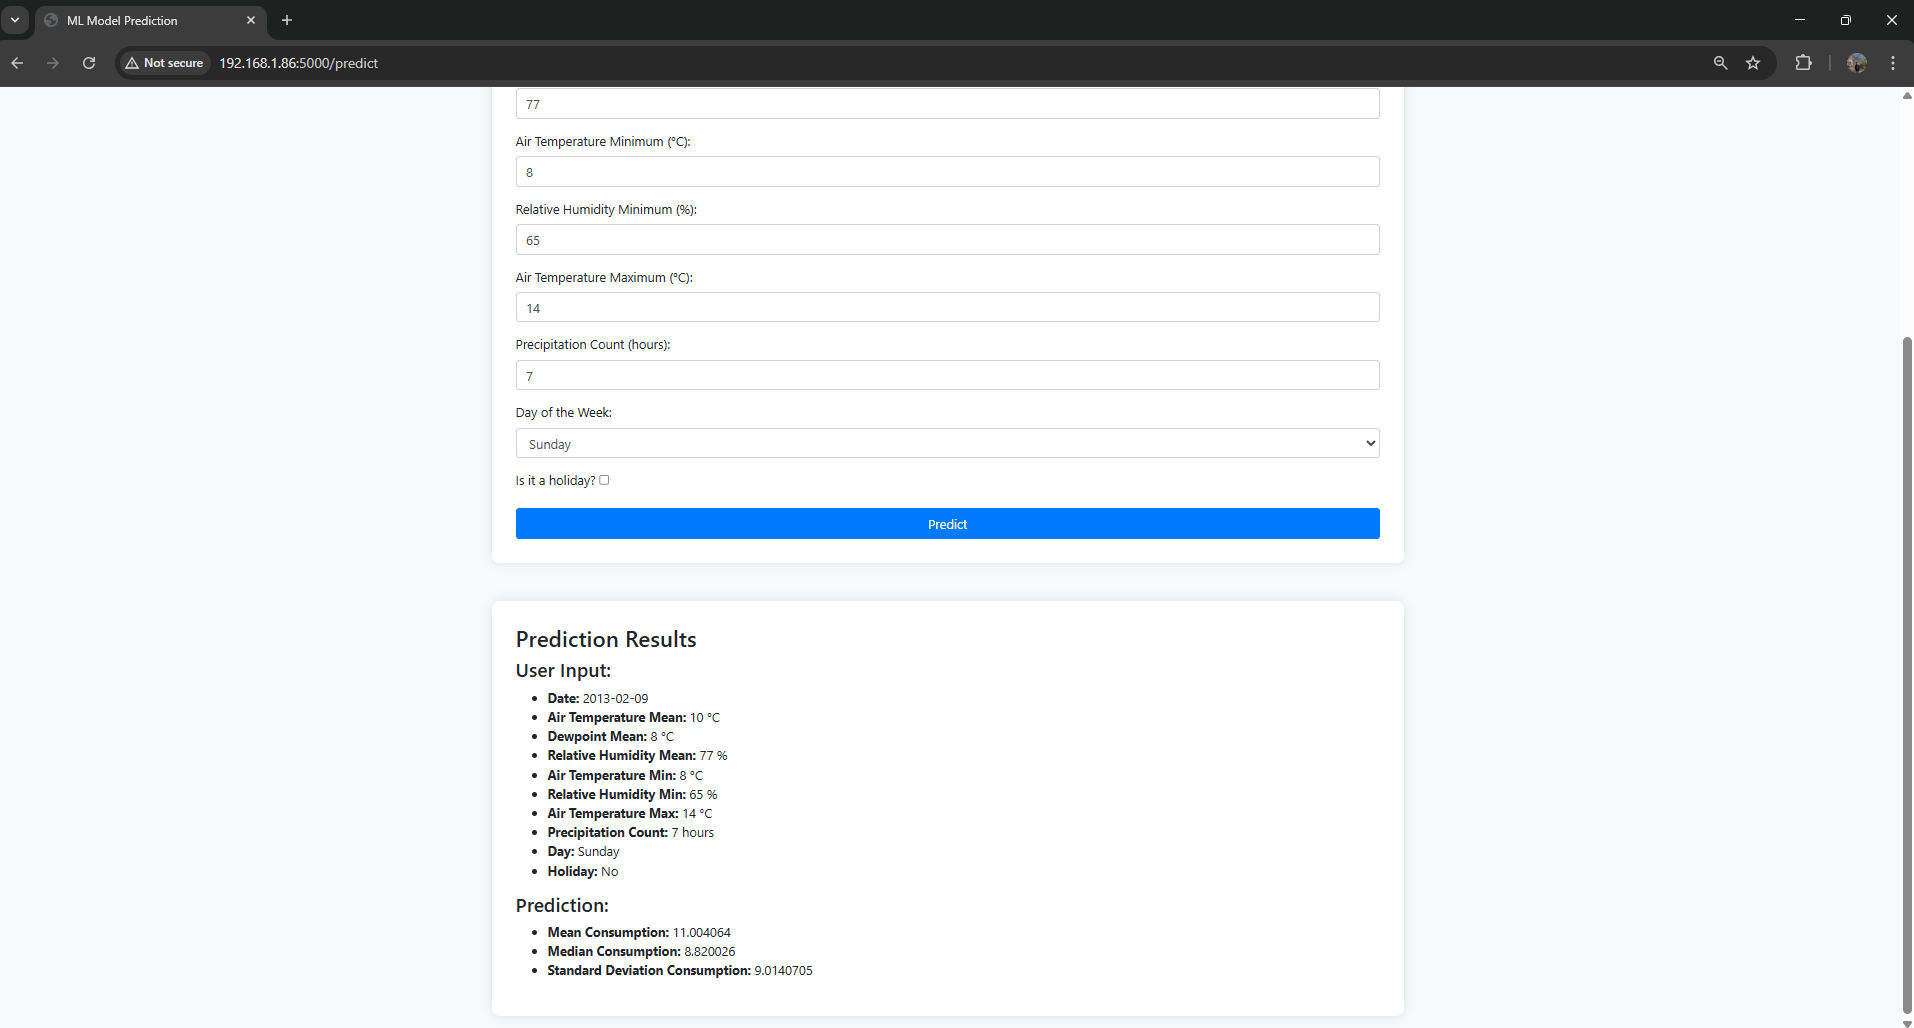 ML Model Prediction
Not secure
192.168.1.86:5000/predict
77
Air Temperature Minimum (°C):
8
Relative Humidity Minimum (%):
65
Air Temperature Maximum (°C):
14
Precipitation Count (hours):
7
Day of the Week:
Sunday
Is it a holiday?
Predict
Prediction Results
User Input:
Date: 2013-02-09
Air Temperature Mean: 10 °C
Dewpoint Mean: 8 °C
Relative Humidity Mean: 77 %
Air Temperature Min: 8 °C
Relative Humidity Min: 65 %
Air Temperature Max: 14 °C
Precipitation Count: 7 hours
Day: Sunday
Holiday: No
Prediction:
Mean Consumption: 11.004064
Median Consumption: 8.820026
Standard Deviation Consumption: 9.0140705